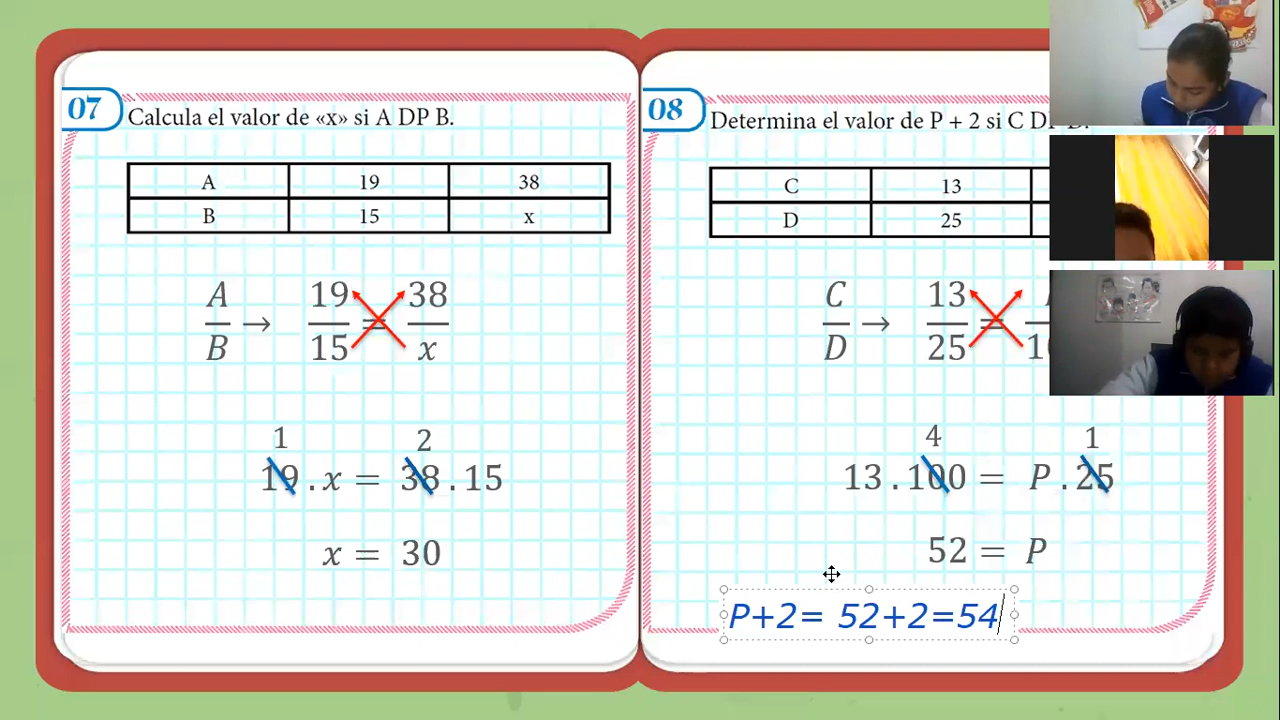 07
Calcula el valor de «x» si A DP B.
A 19 38
B 15 x
A/B → 19/15 = 38/x
1 2
19 . x = 38 . 15
x = 30
08
Determina el valor de P + 2 si C
C 13
D 25
C/D → 13/25 =
4 1
13 . 100 = P . 25
52 = P
P+2= 52+2=54